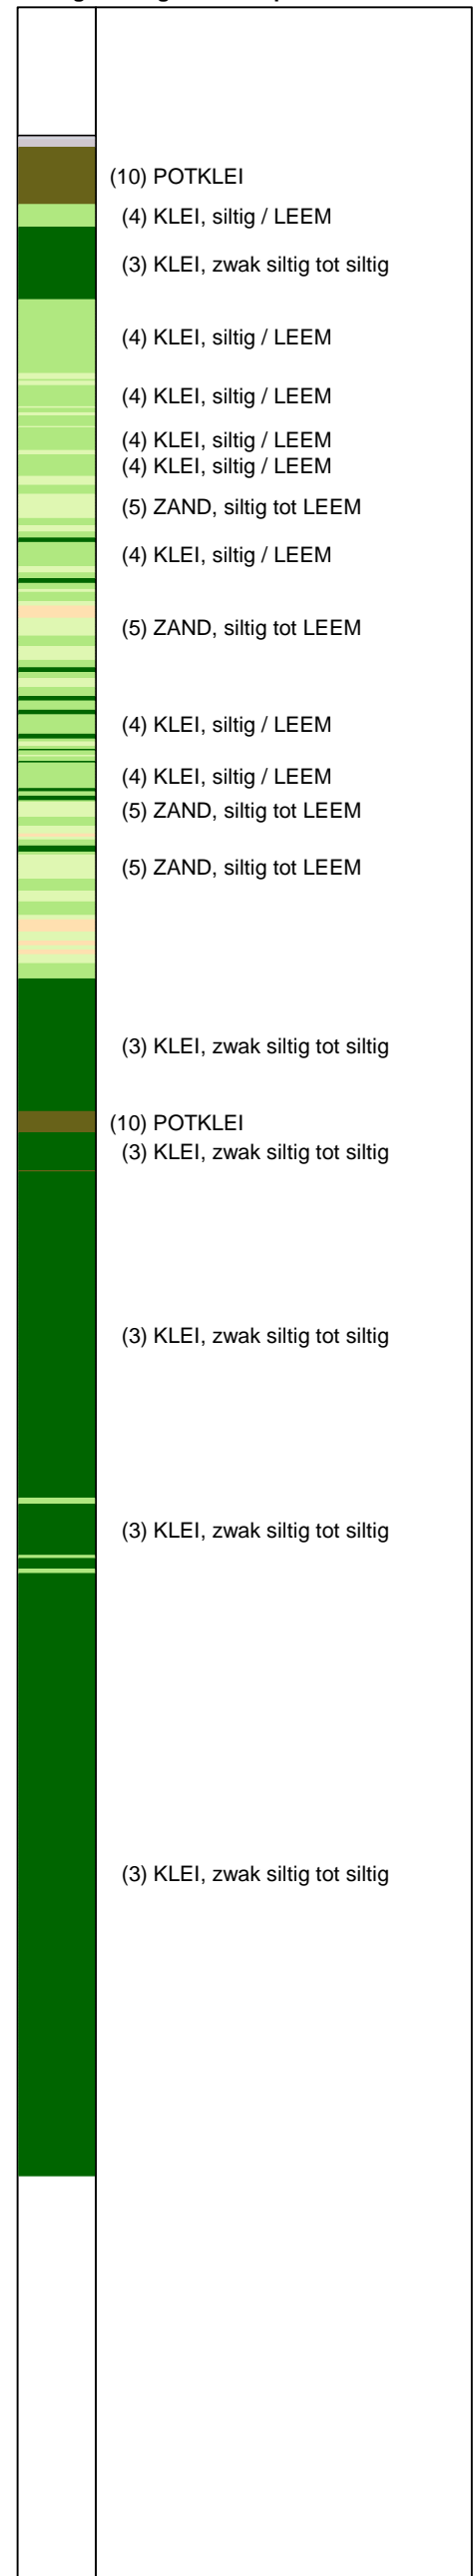 (10) POTKLEI
(4) KLEI, siltig / LEEM
(3) KLEI, zwak siltig tot siltig
(4) KLEI, siltig / LEEM
(4) KLEI, siltig / LEEM
(4) KLEI, siltig / LEEM
(4) KLEI, siltig / LEEM
(5) ZAND, siltig tot LEEM
(4) KLEI, siltig / LEEM
(5) ZAND, siltig tot LEEM
(4) KLEI, siltig / LEEM
(4) KLEI, siltig / LEEM
(5) ZAND, siltig tot LEEM
(5) ZAND, siltig tot LEEM
(3) KLEI, zwak siltig tot siltig
(10) POTKLEI
(3) KLEI, zwak siltig tot siltig
(3) KLEI, zwak siltig tot siltig
(3) KLEI, zwak siltig tot siltig
(3) KLEI, zwak siltig tot siltig